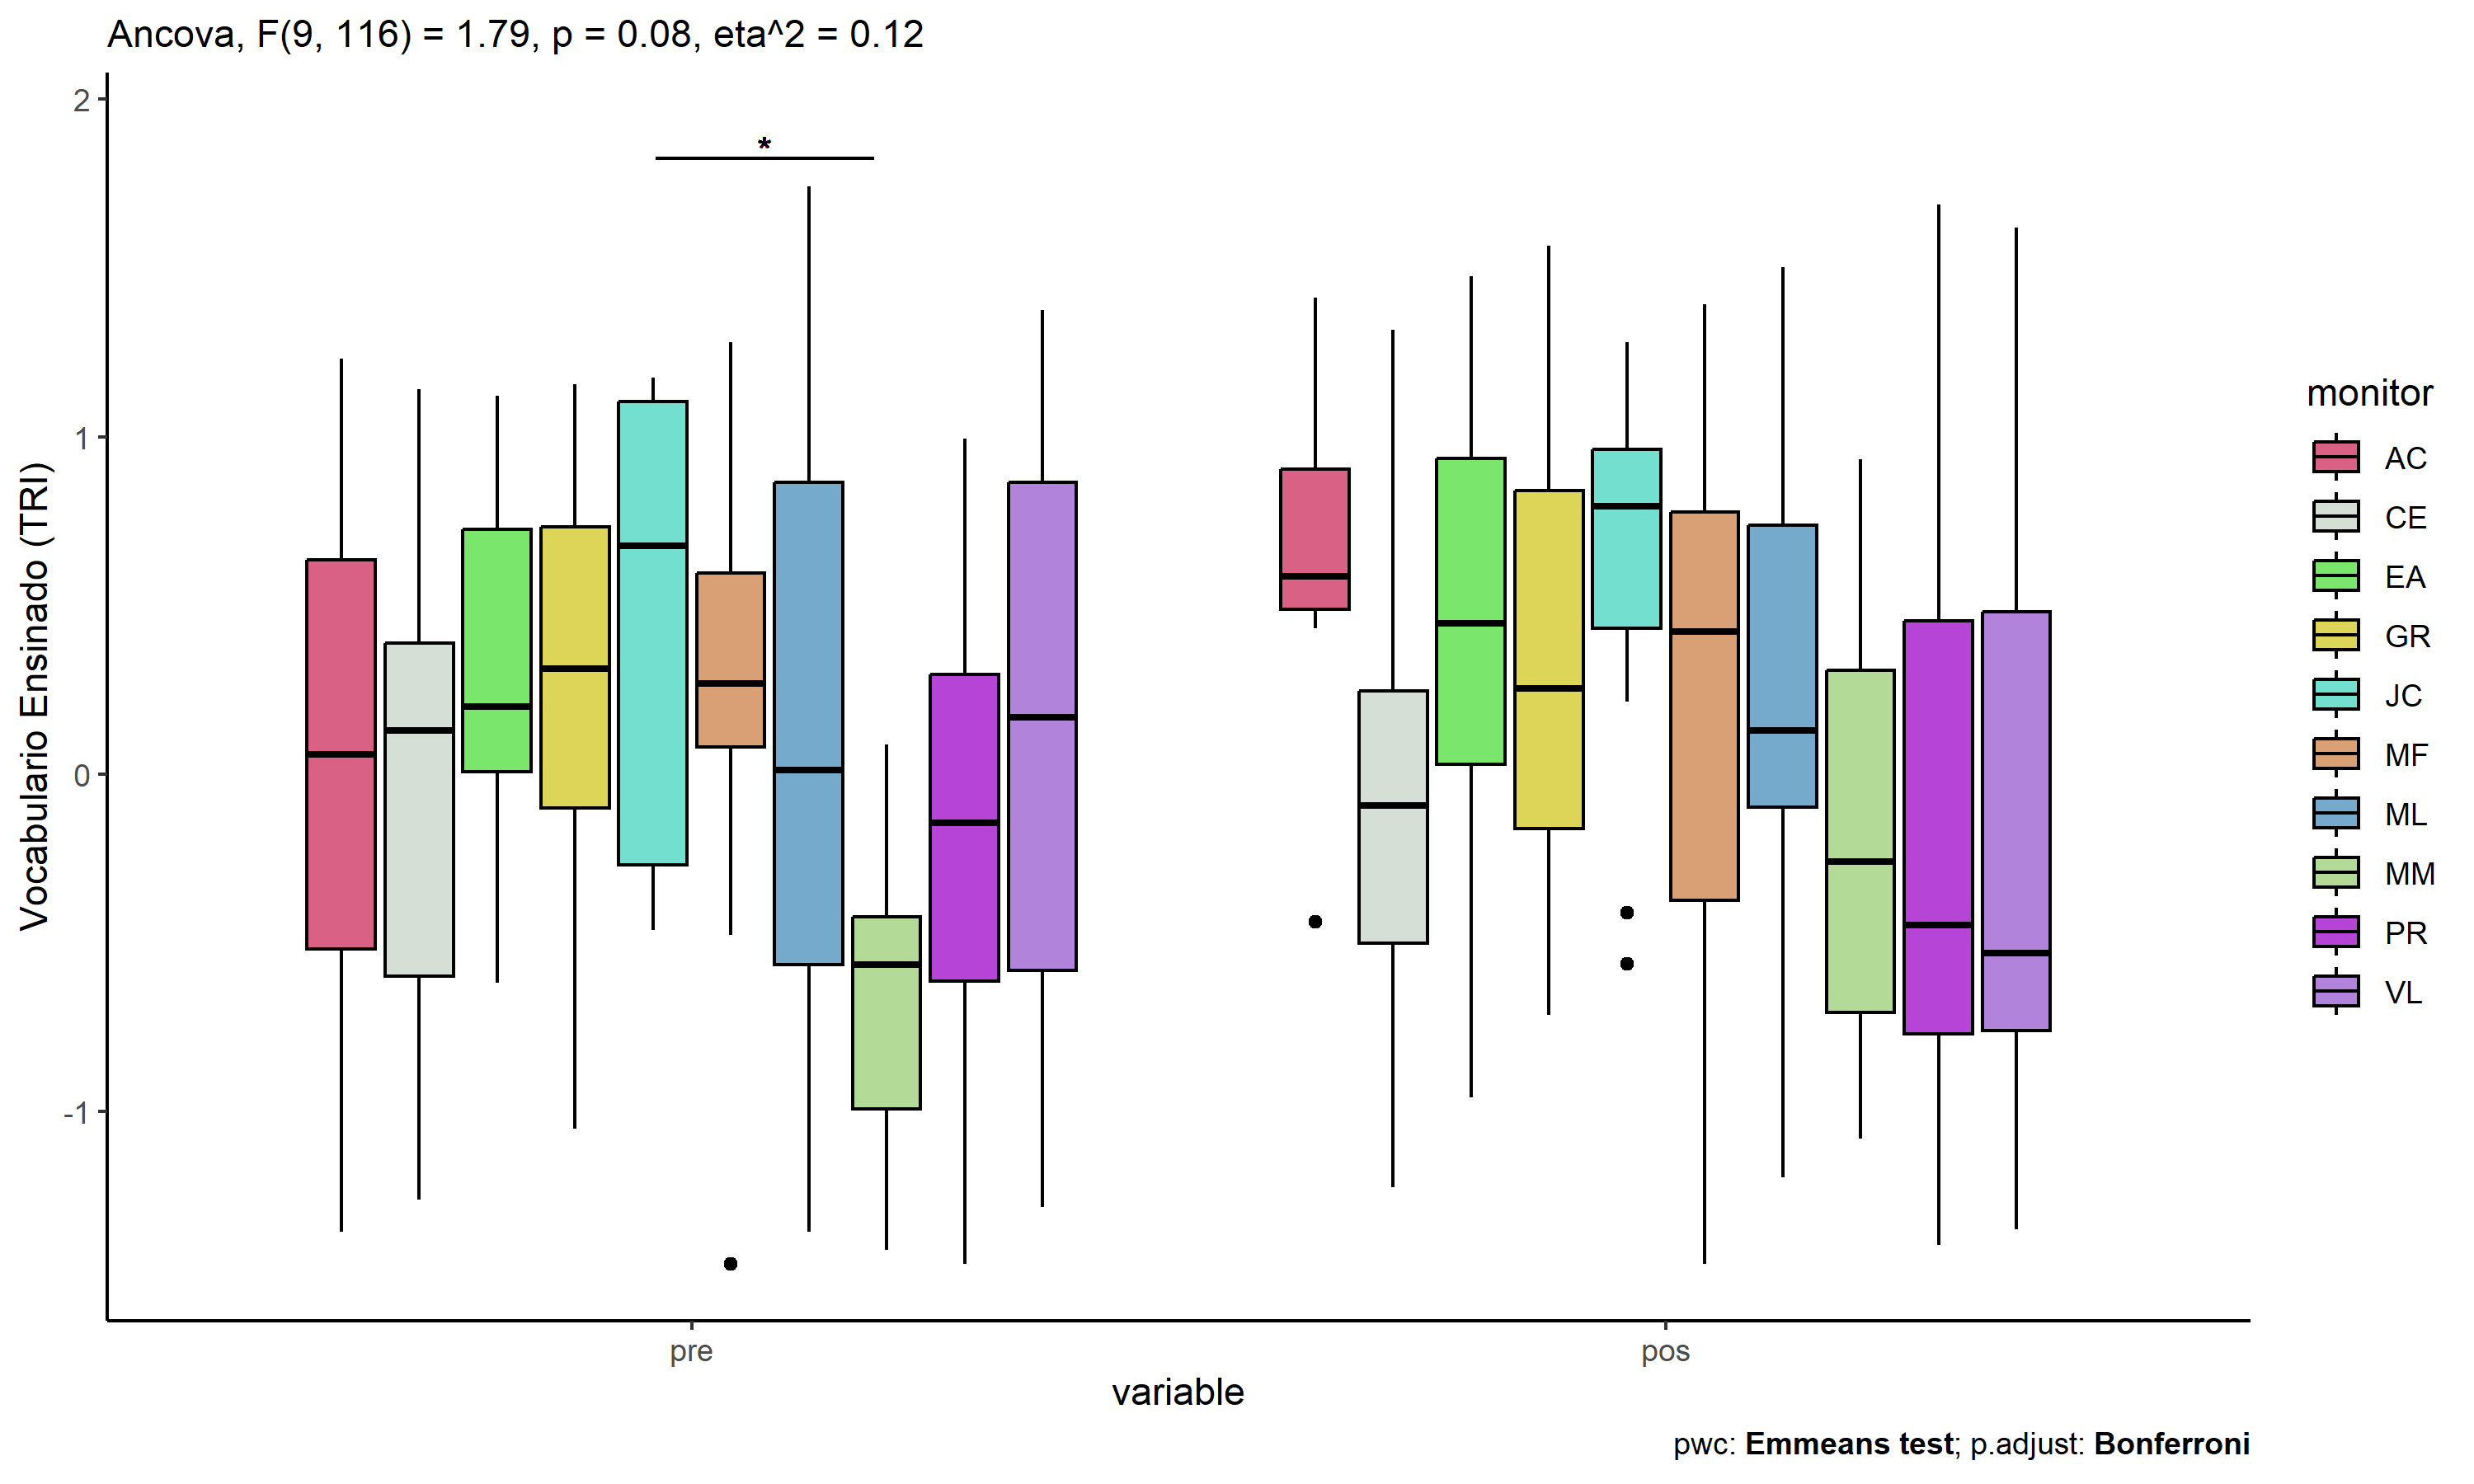 Ancova, F(9, 116) = 1.79, p = 0.08, eta^2 = 0.12
Vocabulario Ensinado (TRI)
2
1
0
-1
*
pre
pos
variable
monitor
AC
CE
EA
GR
JC
MF
ML
MM
PR
VL
pwc: Emmeans test; p.adjust: Bonferroni